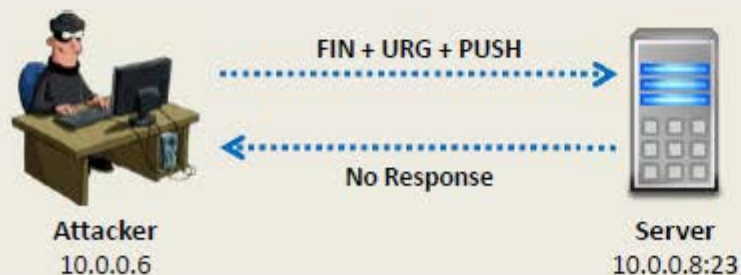 FIN + URG + PUSH
No Response
Attacker
10.0.0.6
Server
10.0.0.8:23